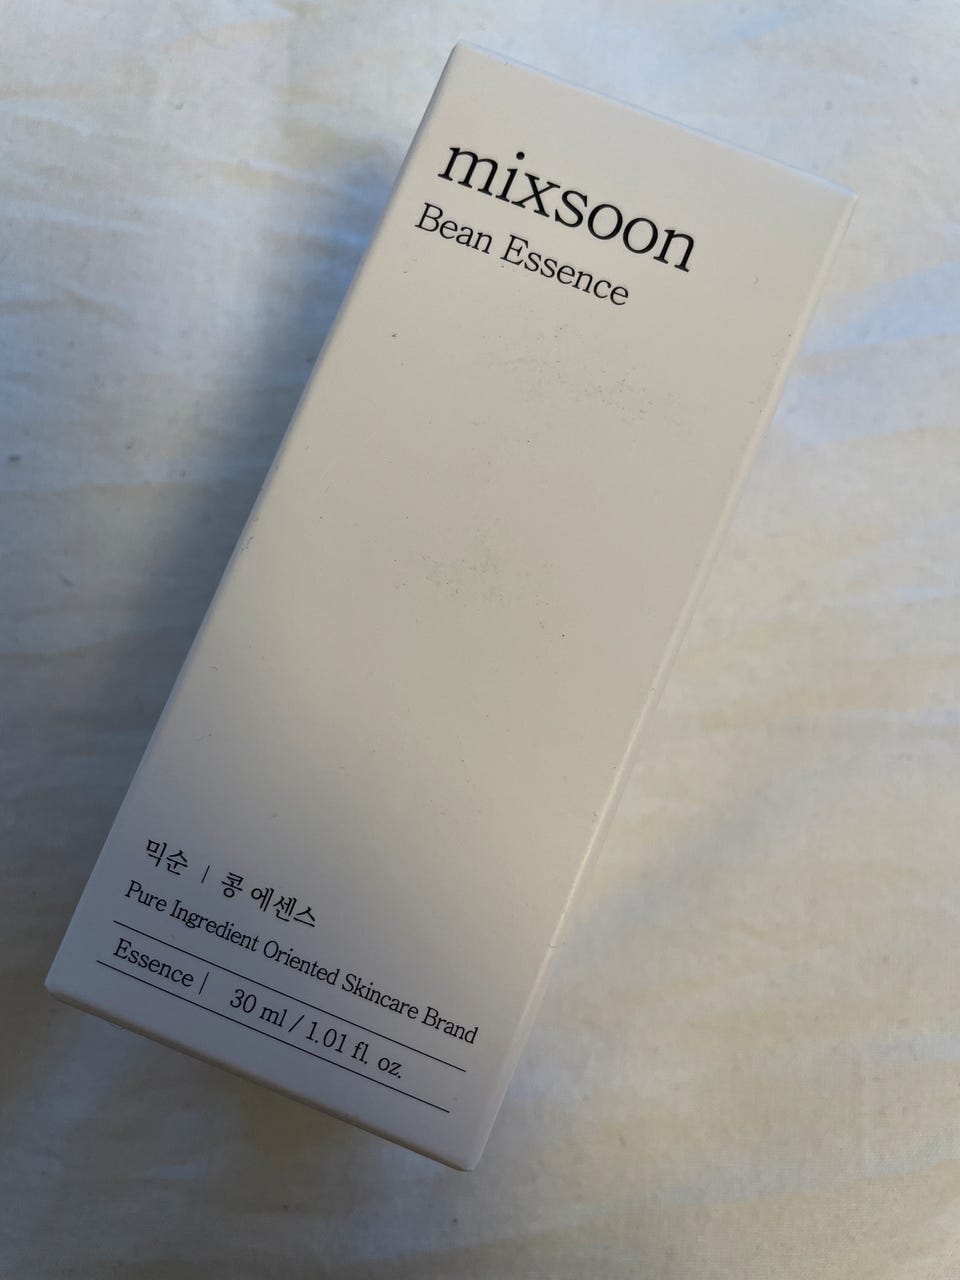 mixsoon
Bean Essence
믹순 | 콩 에센스
Pure Ingredient Oriented Skincare Brand
Essence | 30 ml / 1.01 fl. oz.